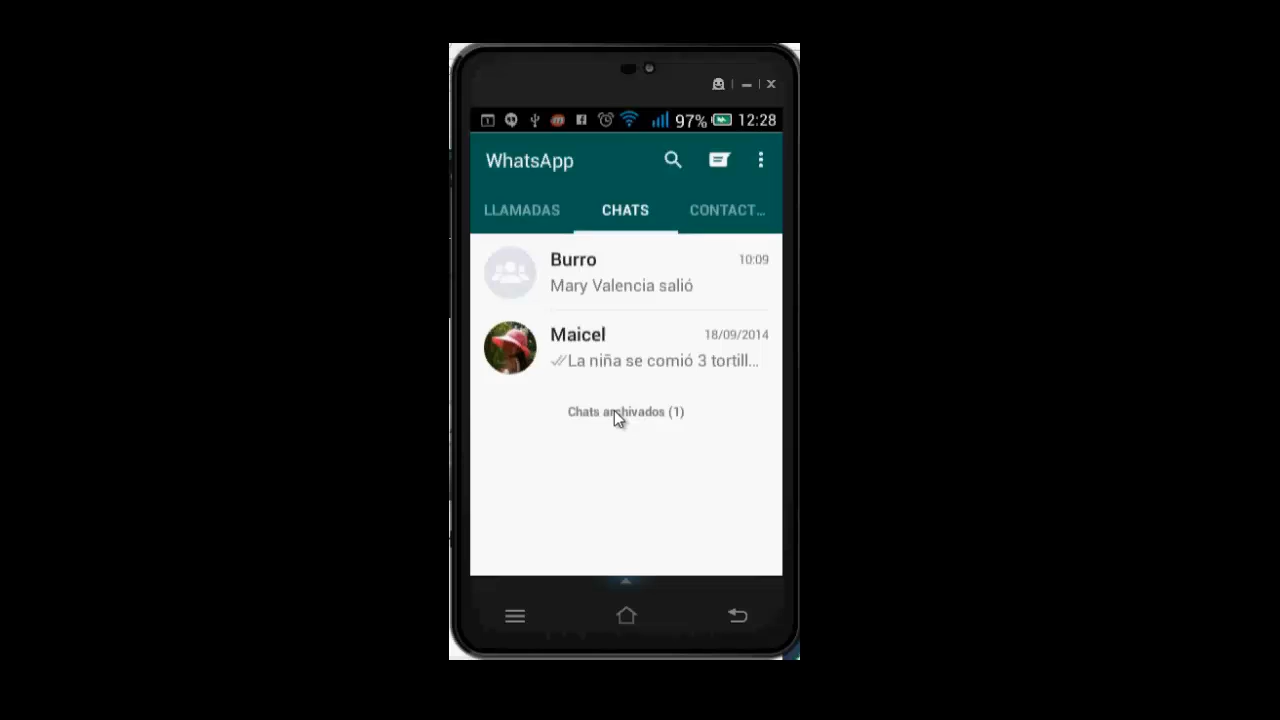 97% 12:28
WhatsApp
LLAMADAS CHATS CONTACT...
Burro 10:09
Mary Valencia salió
Maicel 18/09/2014
La niña se comió 3 tortill...
Chats archivados (1)